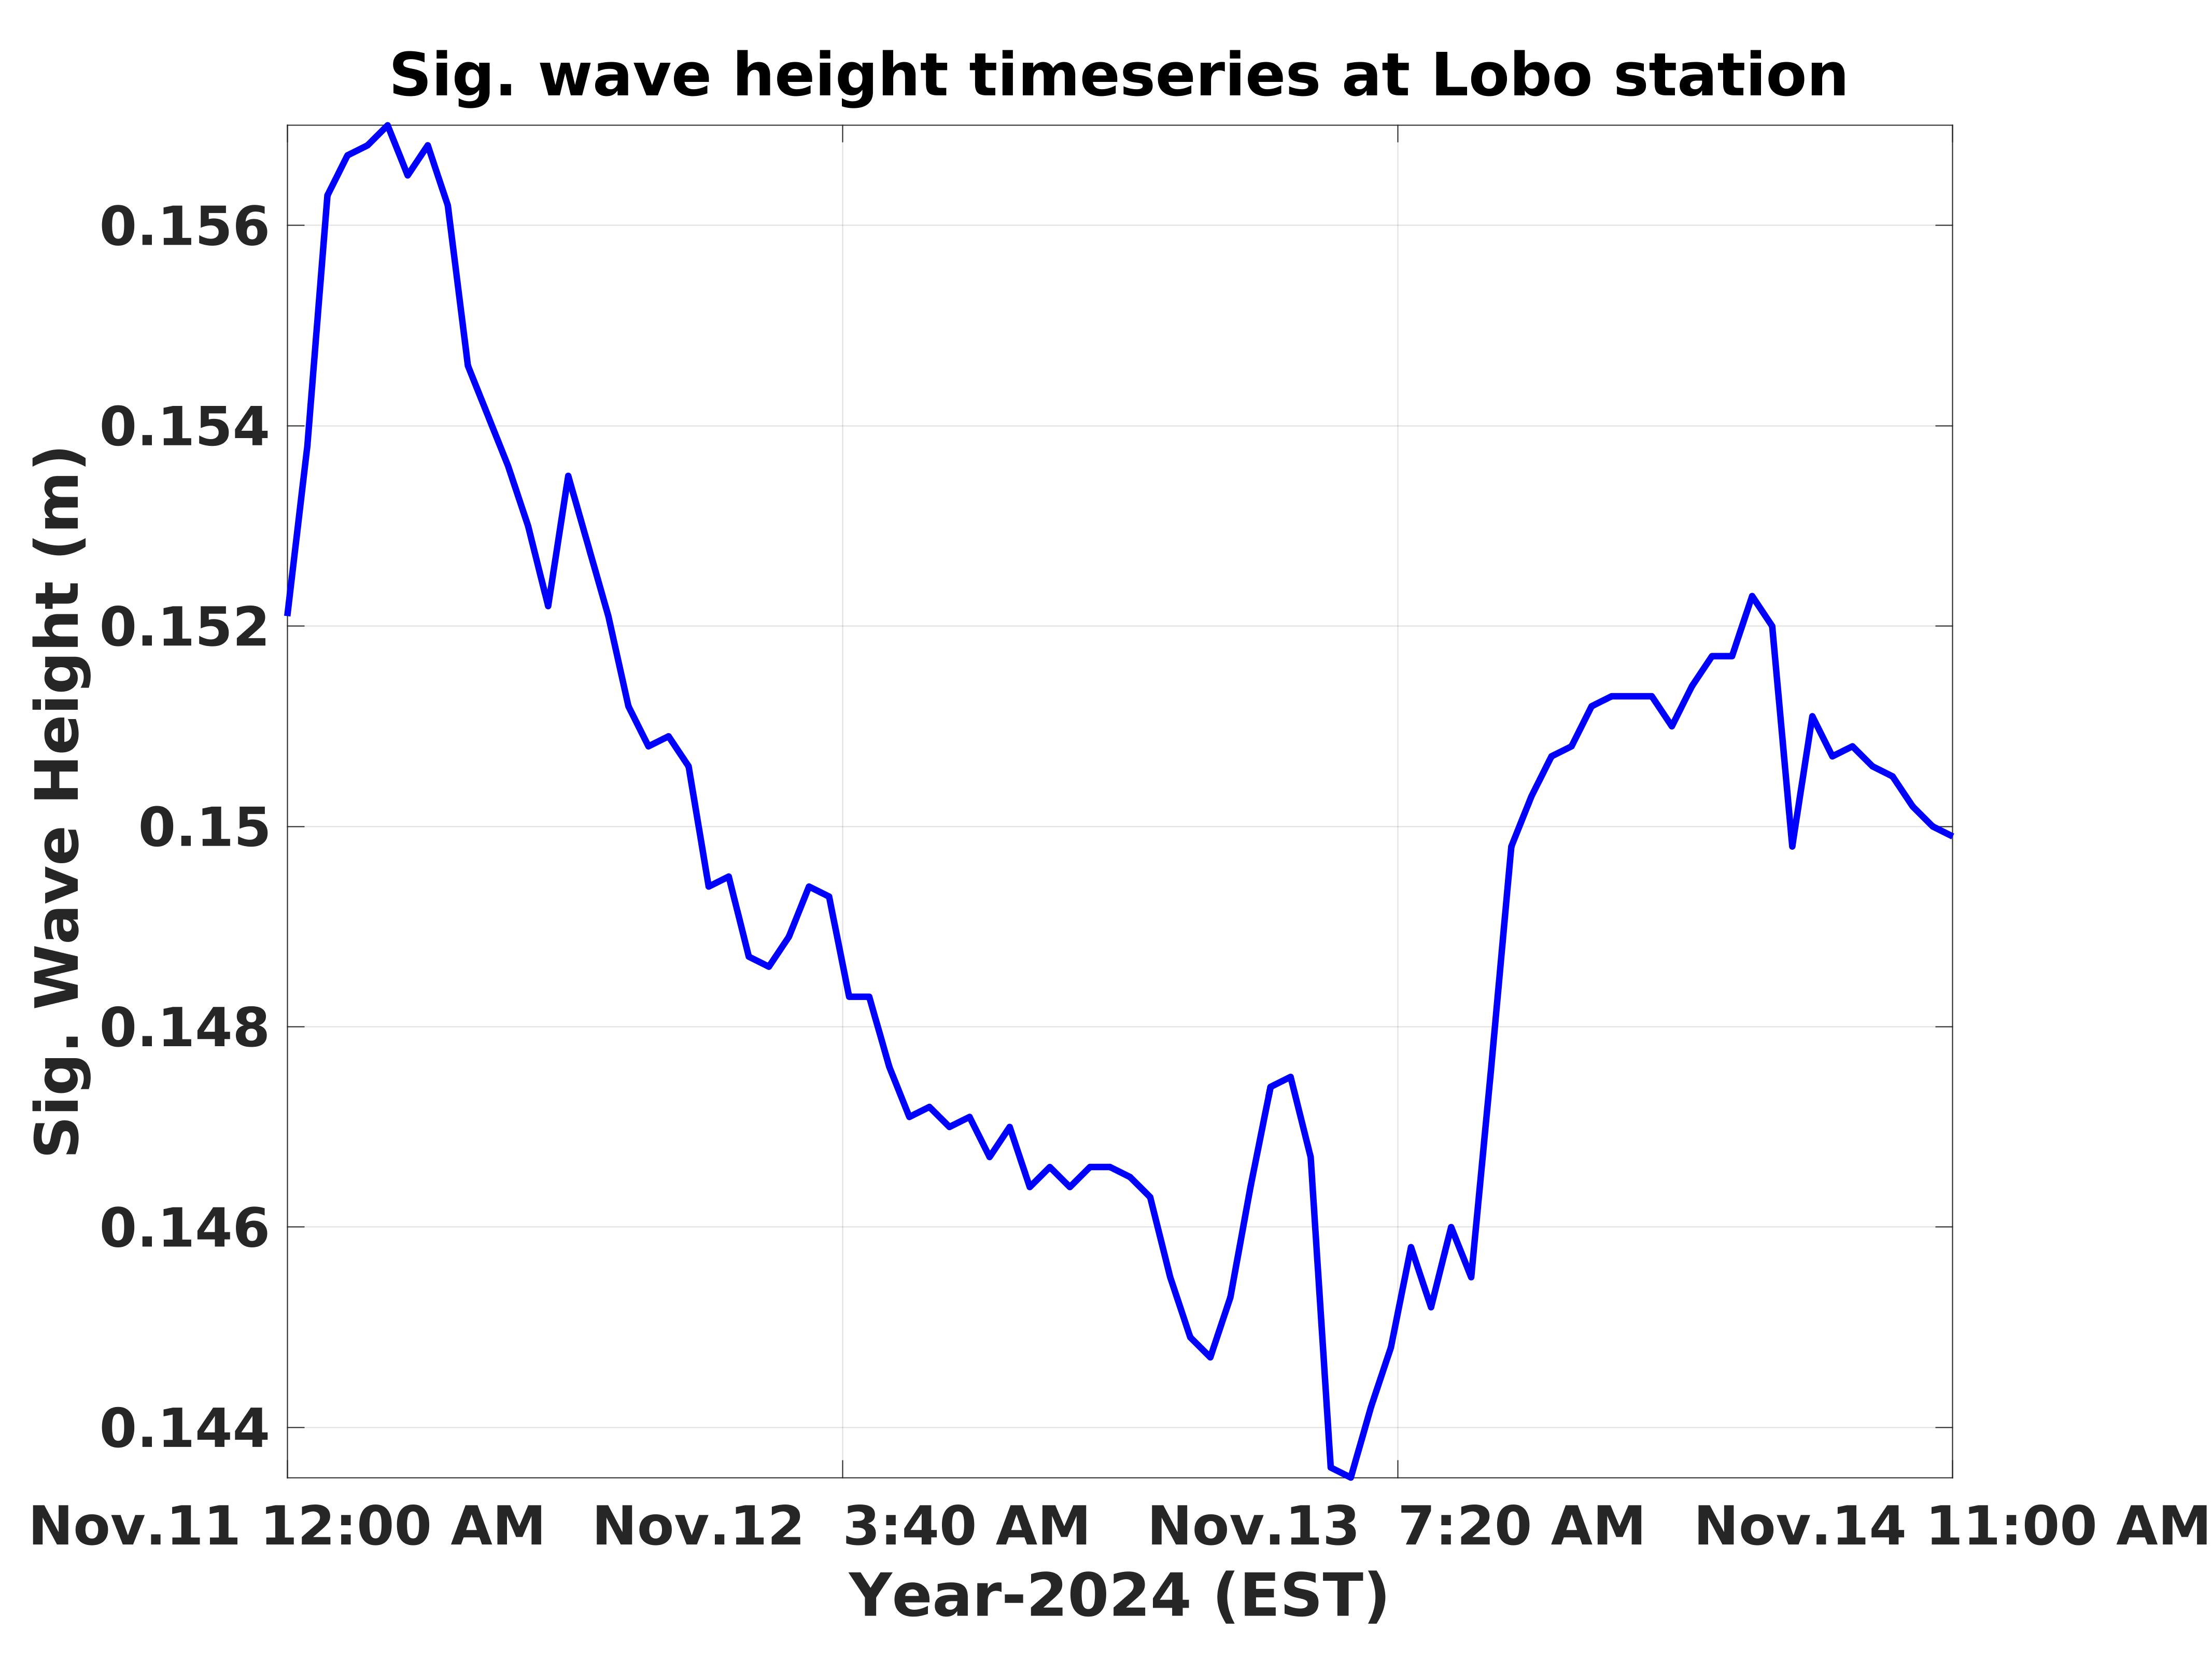 Sig. wave height timeseries at Lobo station
Sig. Wave Height (m)
0.156
0.154
0.152
0.15
0.148
0.146
0.144
Nov.11 12:00 AM Nov.12 3:40 AM Nov.13 7:20 AM Nov.14 11:00 AM
Year-2024 (EST)